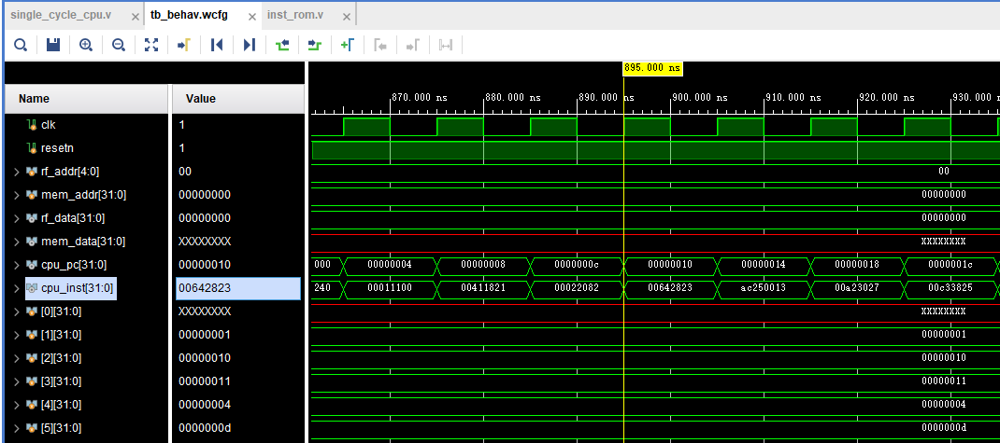 single_cycle_cpu.v × tb_behav.wcfg × inst_rom.v ×
895.000 ns
Name Value
870.000 ns 880.000 ns 890.000 ns 900.000 ns 910.000 ns 920.000 ns 930.000
clk 1
resetn 1
rf_addr[4:0] 00 00
mem_addr[31:0] 00000000 00000000
rf_data[31:0] 00000000 00000000
mem_data[31:0] XXXXXXXX XXXXXXXX
cpu_pc[31:0] 00000010 000 00000004 00000008 0000000c 00000010 00000014 00000018 0000001c
cpu_inst[31:0] 00642823 240 00011100 00411821 00022082 00642823 ac250013 00a23027 00c33825
[0][31:0] XXXXXXXX XXXXXXXX
[1][31:0] 00000001 00000001
[2][31:0] 00000010 00000010
[3][31:0] 00000011 00000011
[4][31:0] 00000004 00000004
[5][31:0] 0000000d 0000000d